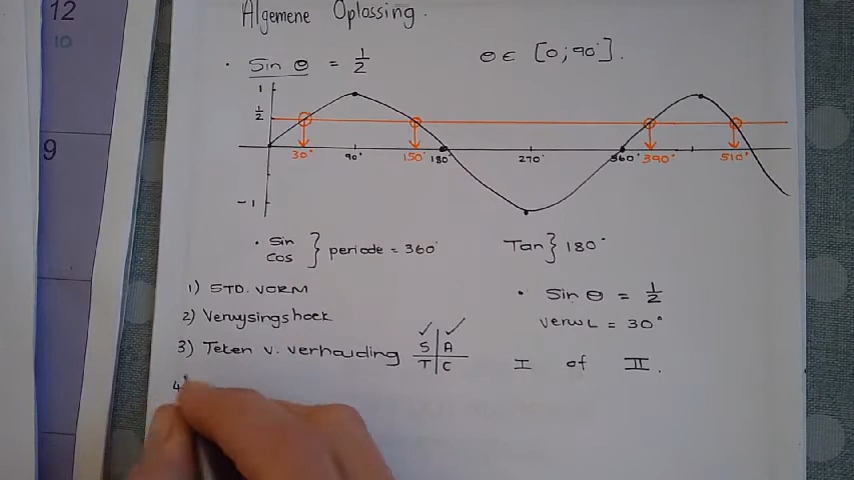 12
10
9
Algemene Oplossing.
• Sin θ = 1/2 θ ∈ [0;90°].
1
1/2
30° 90° 150° 180° 270° 360° 390° 510°
-1
• Sin
Cos } periode = 360° Tan } 180°
1) STD. VORM • Sin θ = 1/2
2) Verwysingshoek verw L = 30°
3) Teken v. verhouding S A I of II.
T C
4)